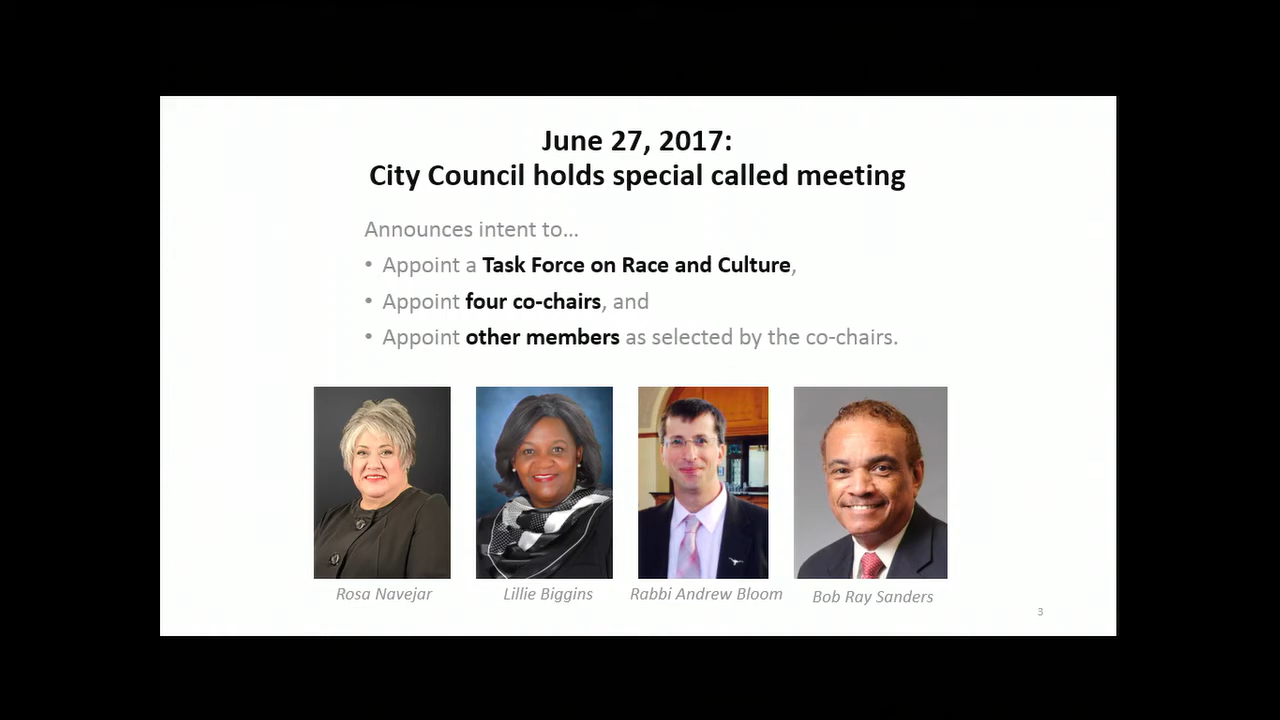 June 27, 2017:
City Council holds special called meeting
Announces intent to…
• Appoint a Task Force on Race and Culture,
• Appoint four co-chairs, and
• Appoint other members as selected by the co-chairs.
Rosa Navejar
Lillie Biggins
Rabbi Andrew Bloom
Bob Ray Sanders
3